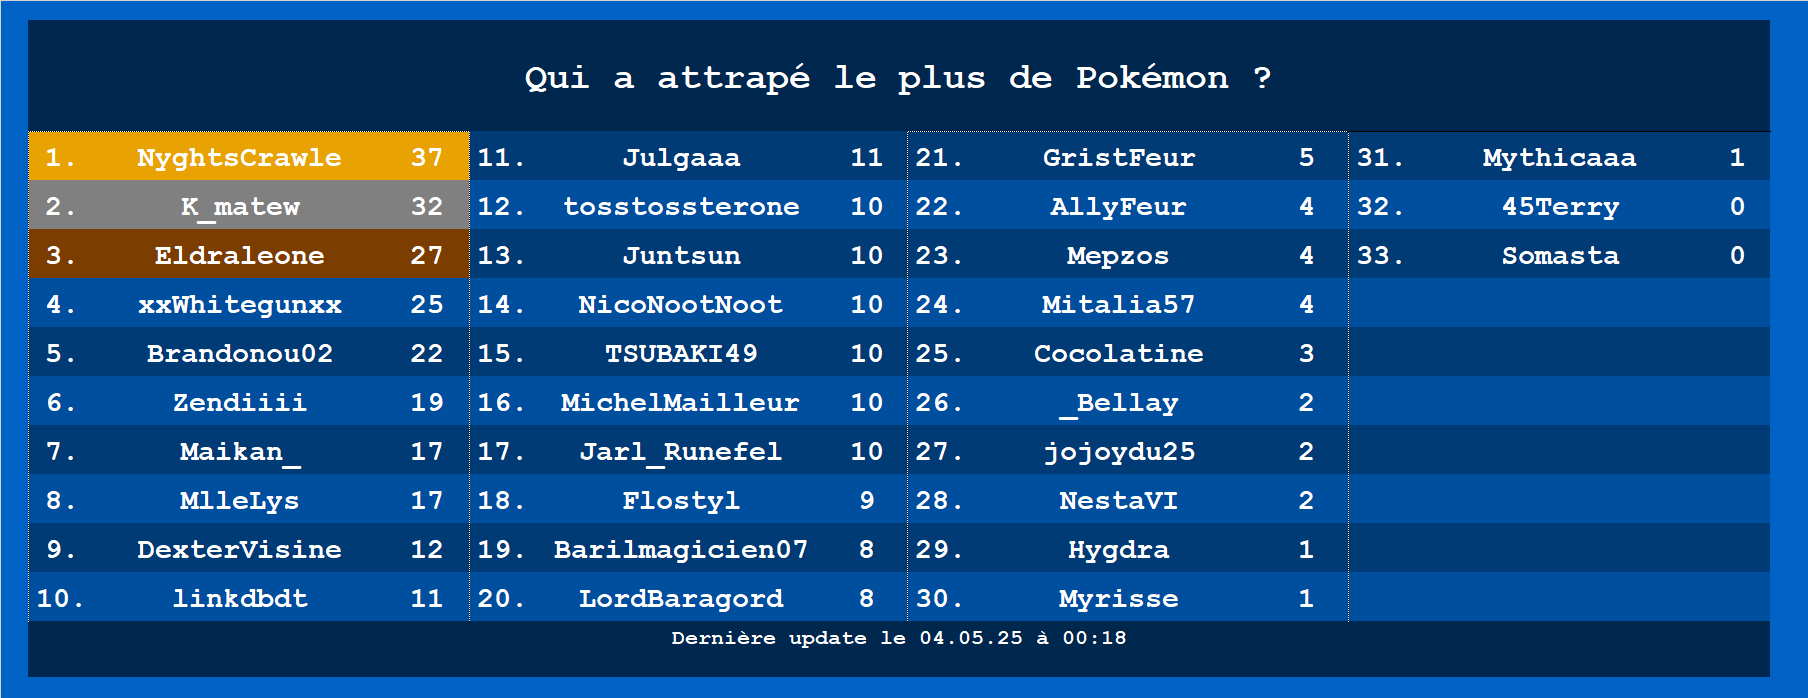 Qui a attrapé le plus de Pokémon ?
1. NyghtsCrawle 37
2. K_matew 32
3. Eldraleone 27
4. xxWhitegunxx 25
5. Brandonou02 22
6. Zendiiii 19
7. Maikan_ 17
8. MlleLys 17
9. DexterVisine 12
10. linkdbdt 11
11. Julgaaa 11
12. tosstossterone 10
13. Juntsun 10
14. NicoNootNoot 10
15. TSUBAKI49 10
16. MichelMailleur 10
17. Jarl_Runefel 10
18. Flostyl 9
19. Barilmagicien07 8
20. LordBaragord 8
21. GristFeur 5
22. AllyFeur 4
23. Mepzos 4
24. Mitalia57 4
25. Cocolatine 3
26. _Bellay 2
27. jojoydu25 2
28. NestaVI 2
29. Hygdra 1
30. Myrisse 1
31. Mythicaaa 1
32. 45Terry 0
33. Somasta 0
Dernière update le 04.05.25 à 00:18